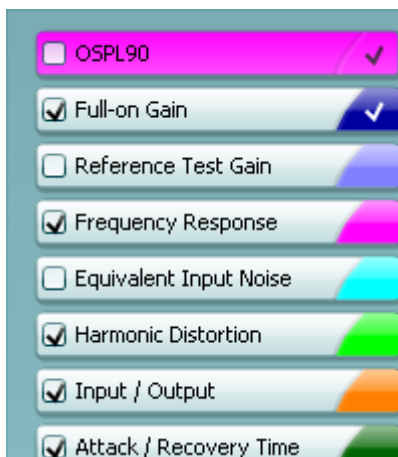 OSPL90
Full-on Gain
Reference Test Gain
Frequency Response
Equivalent Input Noise
Harmonic Distortion
Input / Output
Attack / Recovery Time